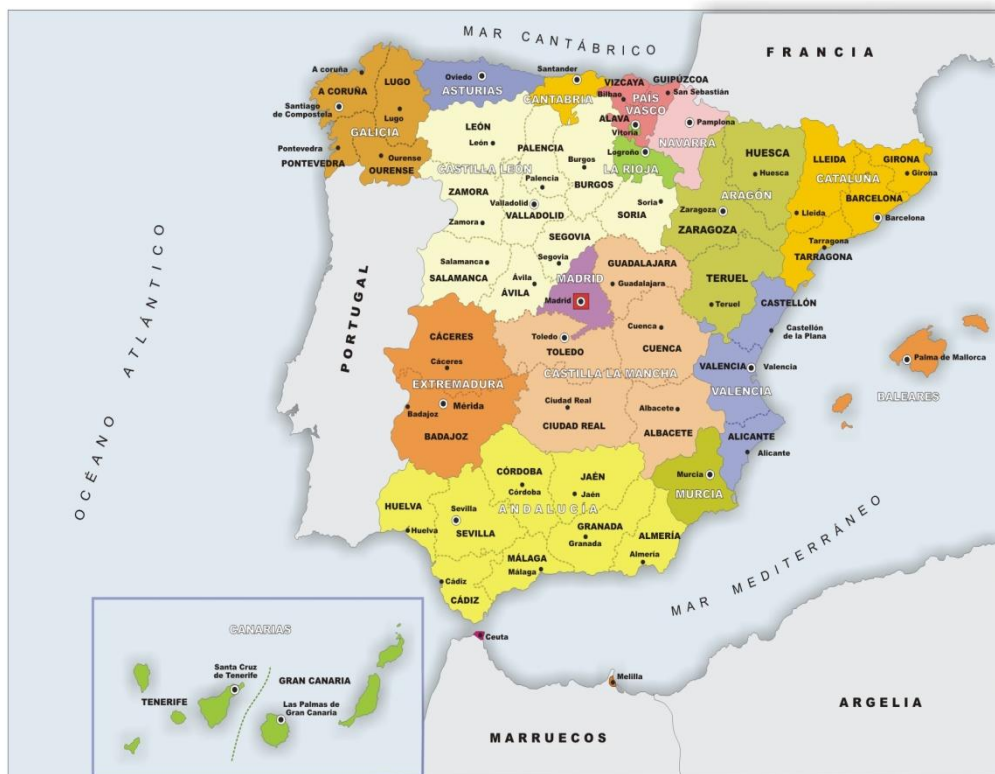 MAR CANTÁBRICO
FRANCIA
A coruña
LUGO
A CORUÑA
Santiago
de Compostela
Lugo
GALICIA
Pontevedra
PONTEVEDRA
Ourense
OURENSE
Oviedo
ASTURIAS
Santander
CANTABRIA
VIZCAYA
Bilbao
GUIPÚZCOA
San Sebastián
PAÍS
VASCO
ALAVA
Vitoria
Pamplona
NAVARRA
Logroño
LA RIOJA
LEÓN
León
PALENCIA
Burgos
BURGOS
CASTILLA LEÓN
Palencia
ZAMORA
Valladolid
VALLADOLID
Zamora
Soria
SORIA
SEGOVIA
Segovia
Salamanca
SALAMANCA
Ávila
ÁVILA
HUESCA
Huesca
ARAGÓN
Zaragoza
ZARAGOZA
TERUEL
Teruel
LLEIDA
GIRONA
Girona
CATALUÑA
BARCELONA
Lleida
Barcelona
Tarragona
TARRAGONA
MADRID
Madrid
GUADALAJARA
Guadalajara
Cuenca
CUENCA
Toledo
TOLEDO
CASTILLA LA MANCHA
Ciudad Real
CIUDAD REAL
Albacete
ALBACETE
CASTELLÓN
Castellón
de la Plana
VALENCIA
Valencia
VALENCIA
ALICANTE
Alicante
Palma de Mallorca
BALEARES
CÁCERES
Cáceres
EXTREMADURA
Mérida
Badajoz
BADAJOZ
PORTUGAL
OCÉANO ATLÁNTICO
Murcia
MURCIA
CÓRDOBA
Córdoba
JAÉN
Jaén
HUELVA
Huelva
Sevilla
SEVILLA
ANDALUCÍA
GRANADA
Granada
ALMERÍA
Almería
MÁLAGA
Málaga
Cádiz
CÁDIZ
MAR MEDITERRÁNEO
Ceuta
Melilla
CANARIAS
Santa Cruz
de Tenerife
GRAN CANARIA
TENERIFE
Las Palmas de
Gran Canaria
MARRUECOS
ARGELIA